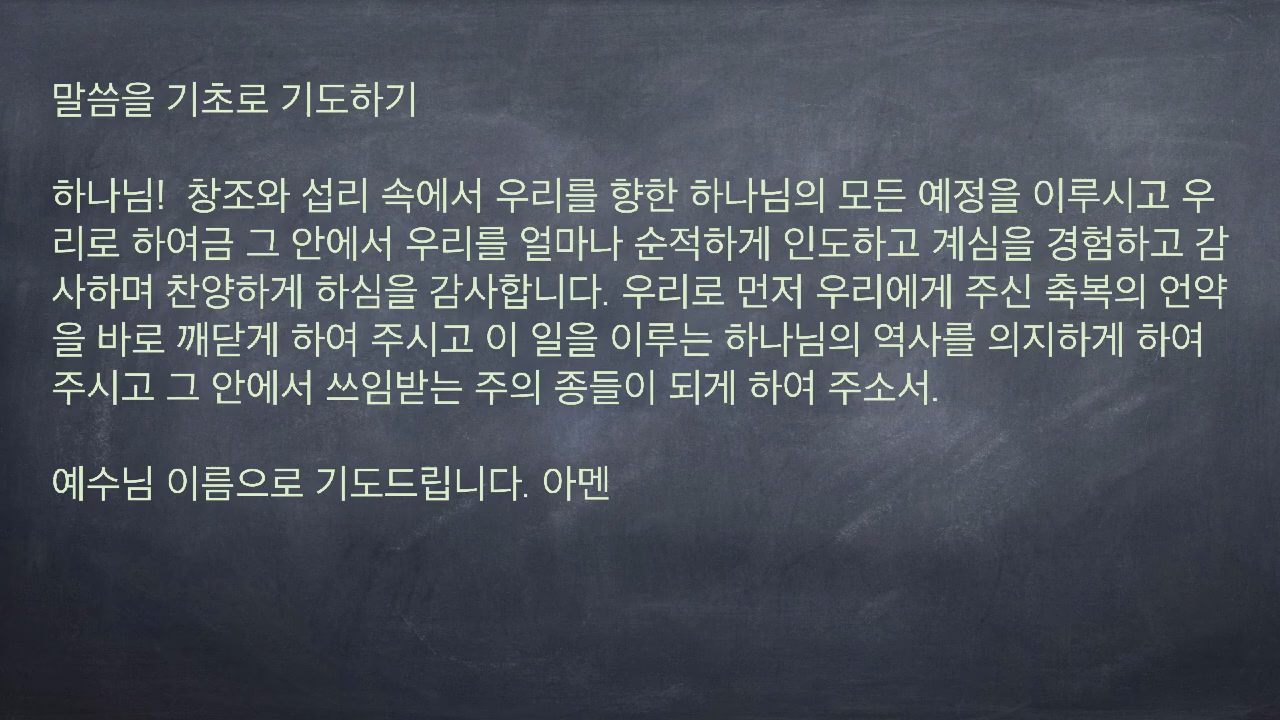 말씀을 기초로 기도하기
하나님!  창조와 섭리 속에서 우리를 향한 하나님의 모든 예정을 이루시고 우
리로 하여금 그 안에서 우리를 얼마나 순적하게 인도하고 계심을 경험하고 감
사하며 찬양하게 하심을 감사합니다. 우리로 먼저 우리에게 주신 축복의 언약
을 바로 깨닫게 하여 주시고 이 일을 이루는 하나님의 역사를 의지하게 하여
주시고 그 안에서 쓰임받는 주의 종들이 되게 하여 주소서.
예수님 이름으로 기도드립니다. 아멘